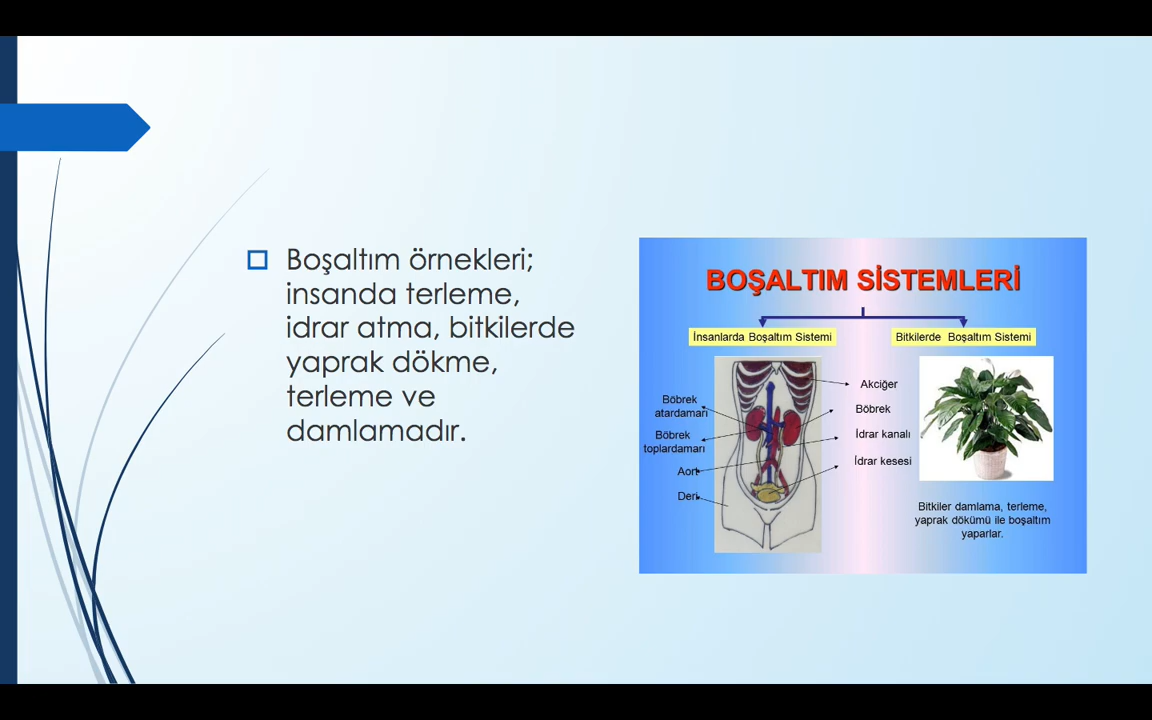 Boşaltım örnekleri;
insanda terleme,
idrar atma, bitkilerde
yaprak dökme,
terleme ve
damlamadır.
BOŞALTIM SİSTEMLERİ
İnsanlarda Boşaltım Sistemi
Bitkilerde Boşaltım Sistemi
Böbrek
atardamarı
Böbrek
toplardamarı
Aort
Deri
Akciğer
Böbrek
İdrar kanalı
İdrar kesesi
Bitkiler damlama, terleme,
yaprak dökümü ile boşaltım
yaparlar.